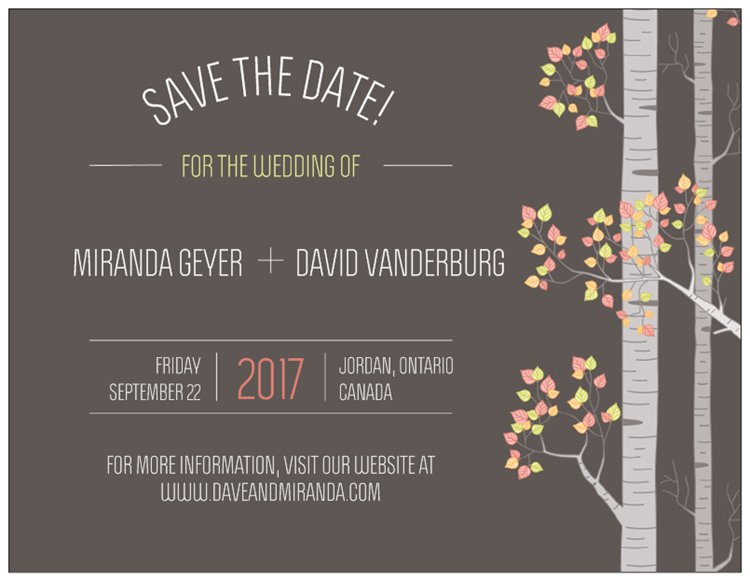 SAVE THE DATE!
FOR THE WEDDING OF
MIRANDA GEYER + DAVID VANDERBURG
FRIDAY
SEPTEMBER 22
2017
JORDAN, ONTARIO
CANADA
FOR MORE INFORMATION, VISIT OUR WEBSITE AT
WWW.DAVEANDMIRANDA.COM